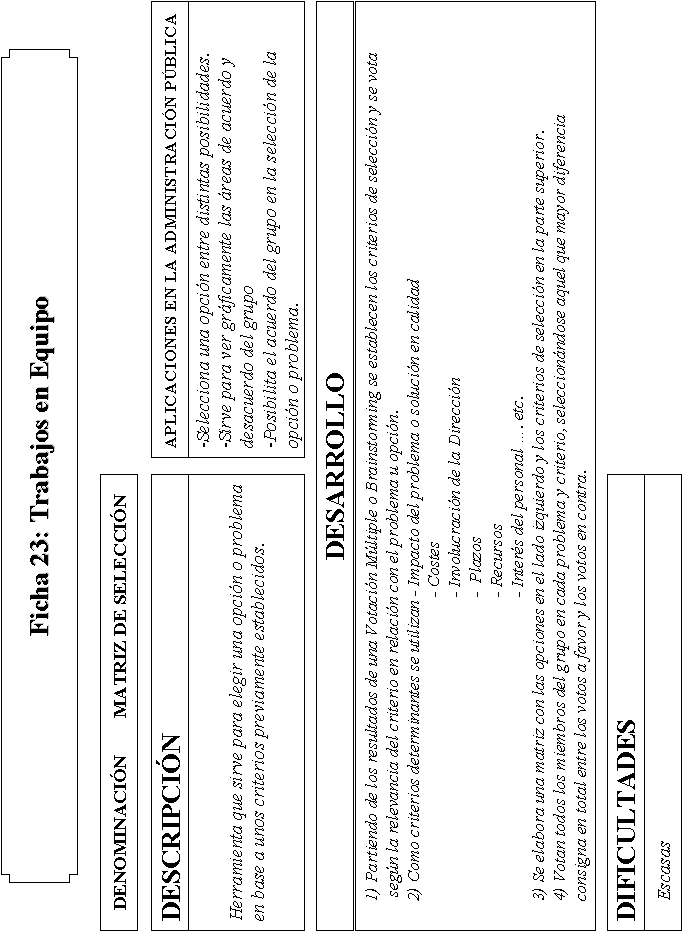 Ficha 23: Trabajos en Equipo
DENOMINACIÓN MATRIZ DE SELECCIÓN
DESCRIPCIÓN
Herramienta que sirve para elegir una opción o problema
en base a unos criterios previamente establecidos.
APLICACIONES EN LA ADMINISTRACIÓN PÚBLICA
-Selecciona una opción entre distintas posibilidades.
-Sirve para ver gráficamente las áreas de acuerdo y
desacuerdo del grupo
-Posibilita el acuerdo del grupo en la selección de la
opción o problema.
DESARROLLO
1) Partiendo de los resultados de una Votación Múltiple o Brainstorming se establecen los criterios de selección y se vota
según la relevancia del criterio en relación con el problema u opción.
2) Como criterios determinantes se utilizan - Impacto del problema o solución en calidad
- Costes
- Involucración de la Dirección
- Plazos
- Recursos
- Interés del personal .... etc.
3) Se elabora una matriz con las opciones en el lado izquierdo y los criterios de selección en la parte superior.
4) Votan todos los miembros del grupo en cada problema y criterio, seleccionándose aquel que mayor diferencia
consigna en total entre los votos a favor y los votos en contra.
DIFICULTADES
Escasas